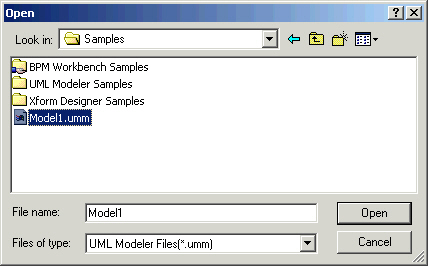 Open
Look in: Samples
BPM Workbench Samples
UML Modeler Samples
Xform Designer Samples
Model1.umm
File name: Model1 Open
Files of type: UML Modeler Files(*.umm) Cancel